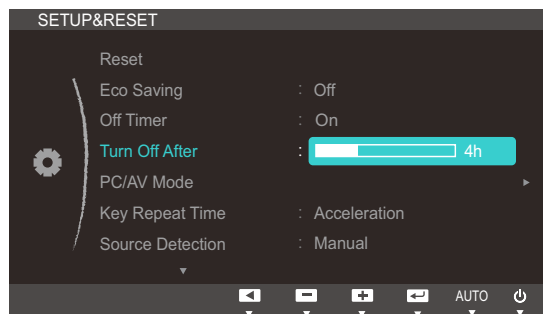 SETUP&RESET
Reset
Eco Saving : Off
Off Timer : On
Turn Off After : 4h
PC/AV Mode
Key Repeat Time : Acceleration
Source Detection : Manual
AUTO